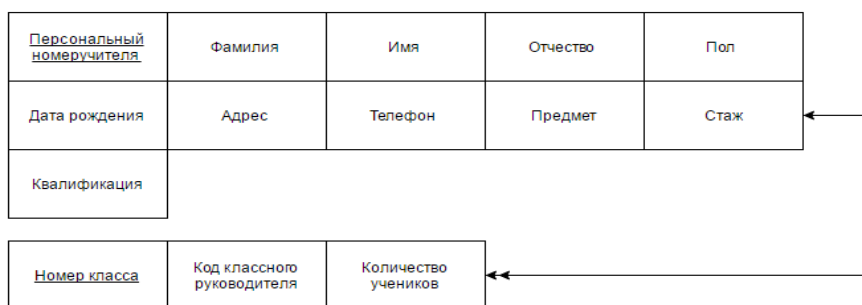 Персональный
номеручителя
Фамилия
Имя
Отчество
Пол
Дата рождения
Адрес
Телефон
Предмет
Стаж
Квалификация
Номер класса
Код классного
руководителя
Количество
учеников